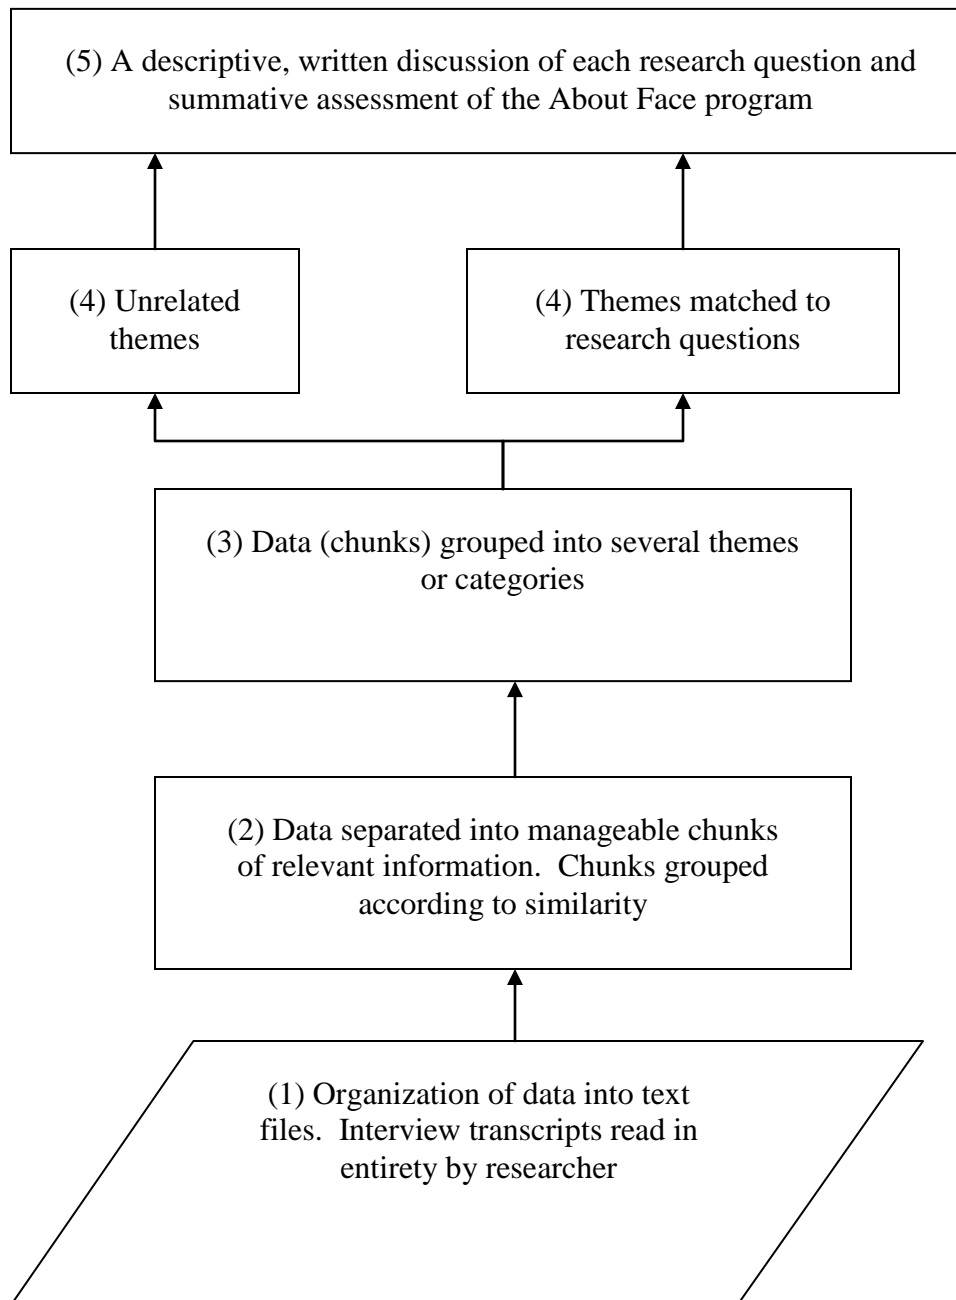 (5) A descriptive, written discussion of each research question and
summative assessment of the About Face program
(4) Unrelated
themes
(4) Themes matched to
research questions
(3) Data (chunks) grouped into several themes
or categories
(2) Data separated into manageable chunks
of relevant information.  Chunks grouped
according to similarity
(1) Organization of data into text
files.  Interview transcripts read in
entirety by researcher